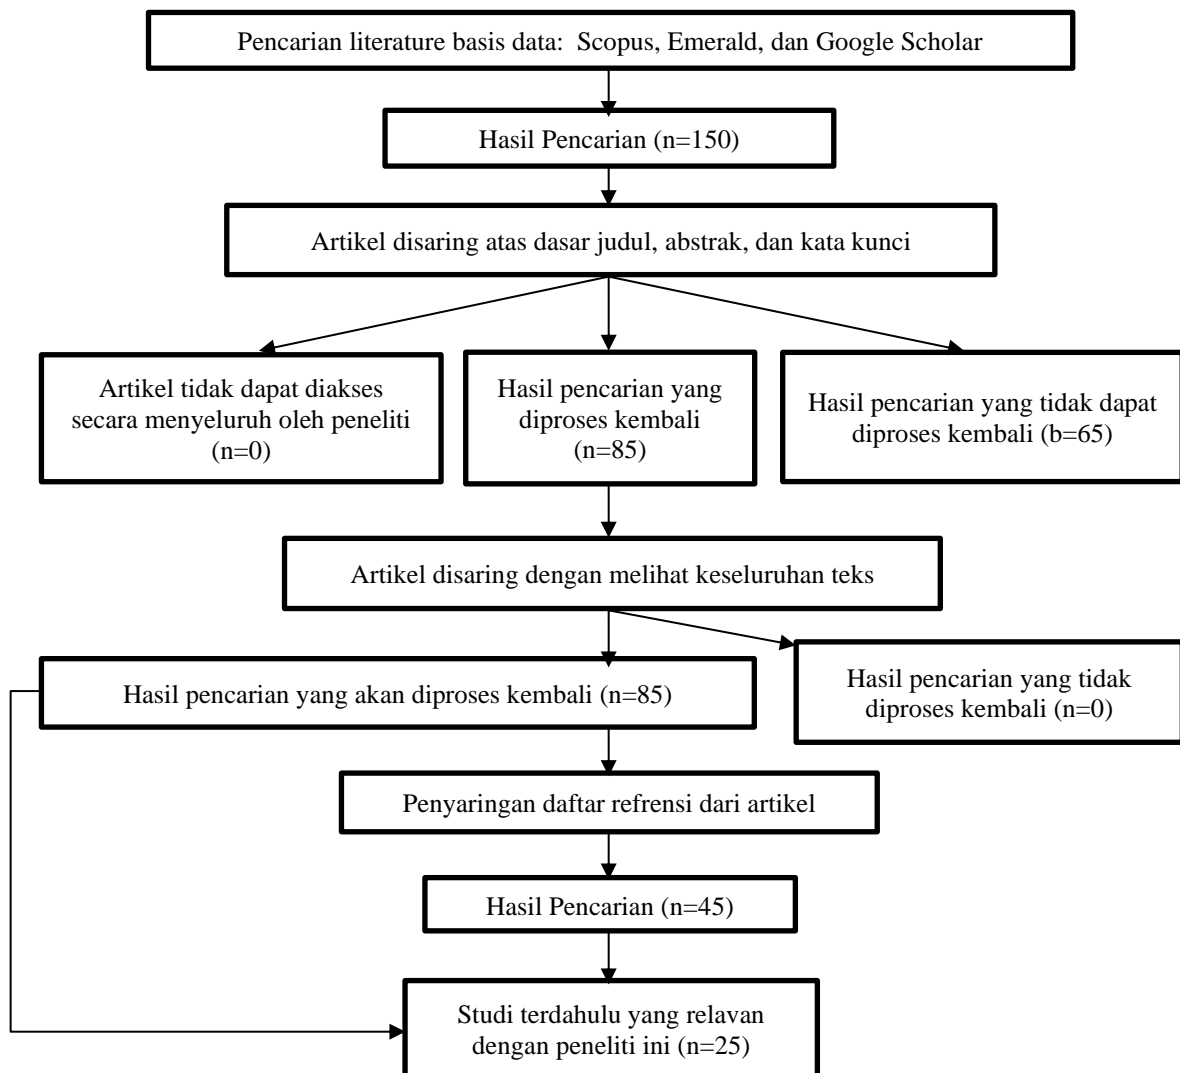 Pencarian literature basis data: Scopus, Emerald, dan Google Scholar
Hasil Pencarian (n=150)
Artikel disaring atas dasar judul, abstrak, dan kata kunci
Artikel tidak dapat diakses
secara menyeluruh oleh peneliti
(n=0)
Hasil pencarian yang
diproses kembali
(n=85)
Hasil pencarian yang tidak dapat
diproses kembali (b=65)
Artikel disaring dengan melihat keseluruhan teks
Hasil pencarian yang akan diproses kembali (n=85)
Hasil pencarian yang tidak
diproses kembali (n=0)
Penyaringan daftar refrensi dari artikel
Hasil Pencarian (n=45)
Studi terdahulu yang relavan
dengan peneliti ini (n=25)